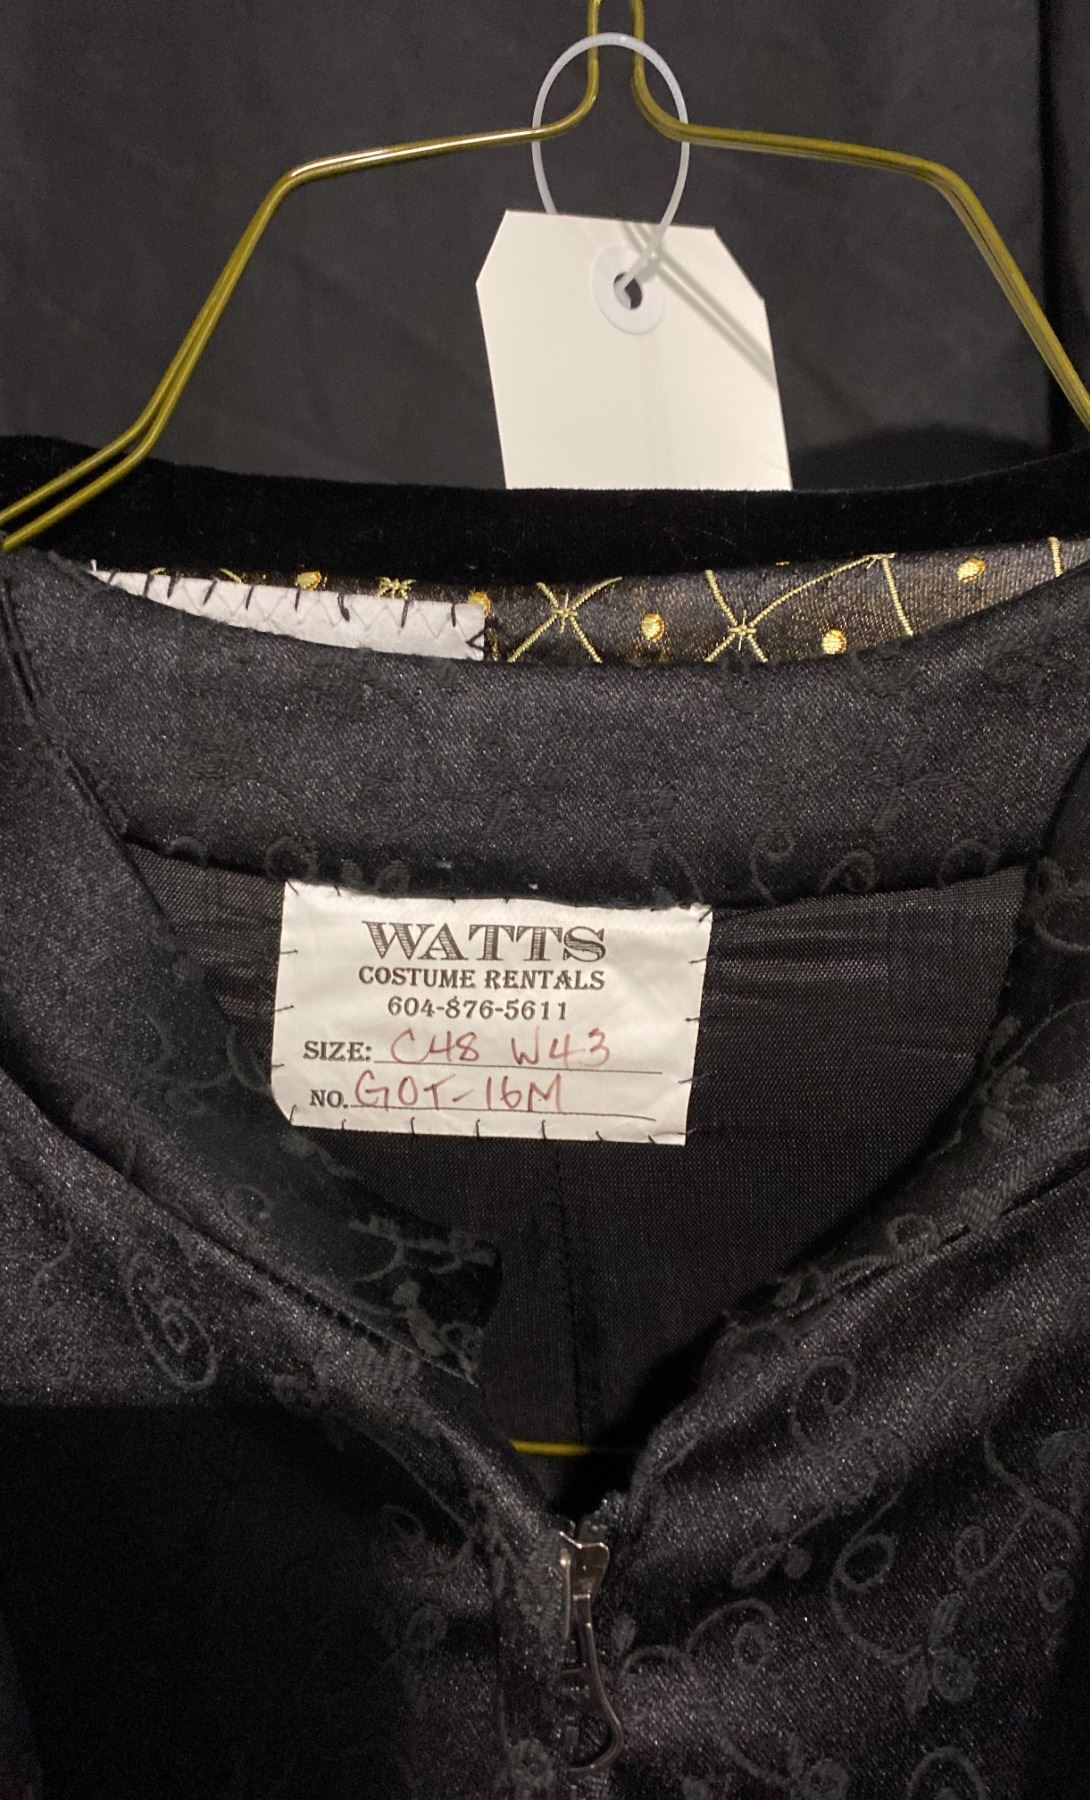 WATTS
COSTUME RENTALS
604-876-5611
SIZE: C48 W43
NO. GOT-16M